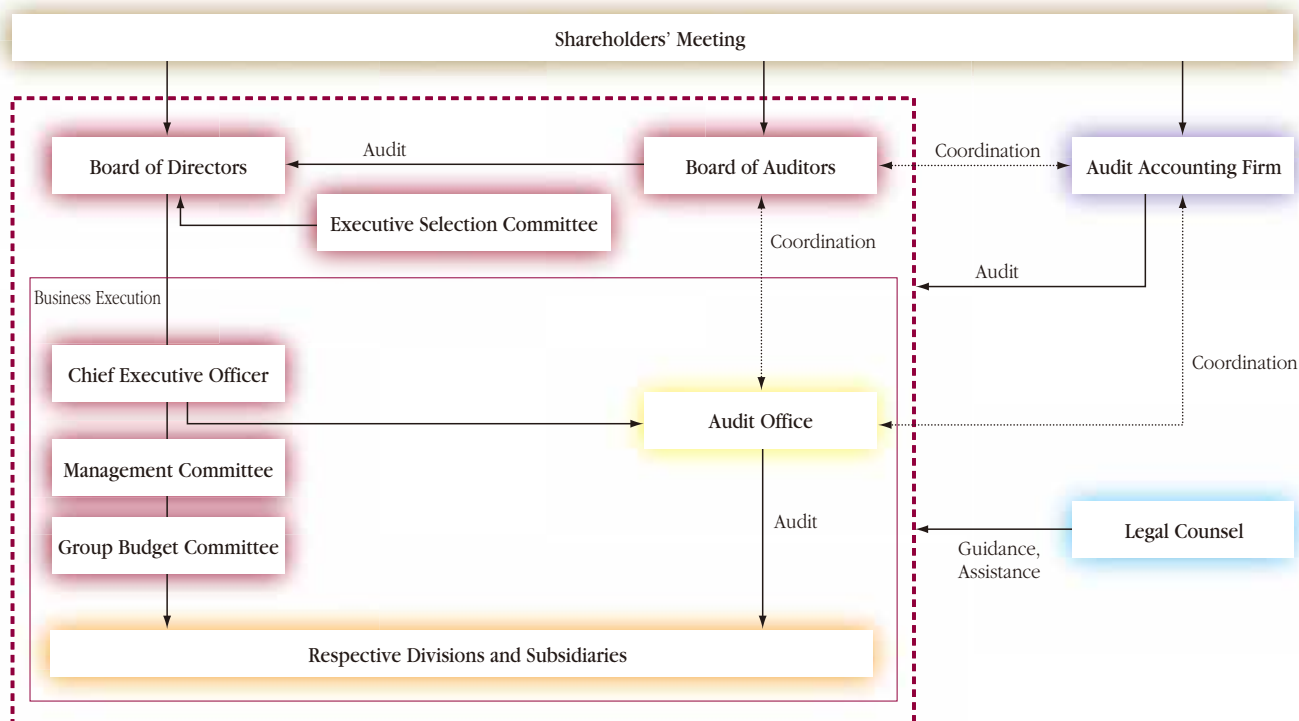 Shareholders' Meeting
Audit
Coordination
Board of Directors
Board of Auditors
Audit Accounting Firm
Executive Selection Committee
Coordination
Audit
Business Execution
Chief Executive Officer
Coordination
Audit Office
Management Committee
Audit
Legal Counsel
Group Budget Committee
Guidance,
Assistance
Respective Divisions and Subsidiaries